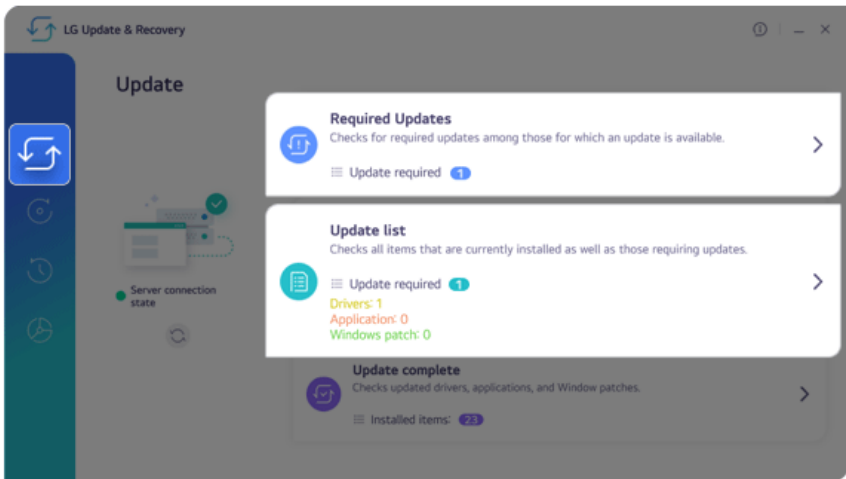 LG Update & Recovery
Update
Required Updates
Checks for required updates among those for which an update is available.
Update required 1
Update list
Checks all items that are currently installed as well as those requiring updates.
Update required 1
Drivers: 1
Application: 0
Windows patch: 0
Server connection
state
Update complete
Checks updated drivers, applications, and Window patches.
Installed items: 23